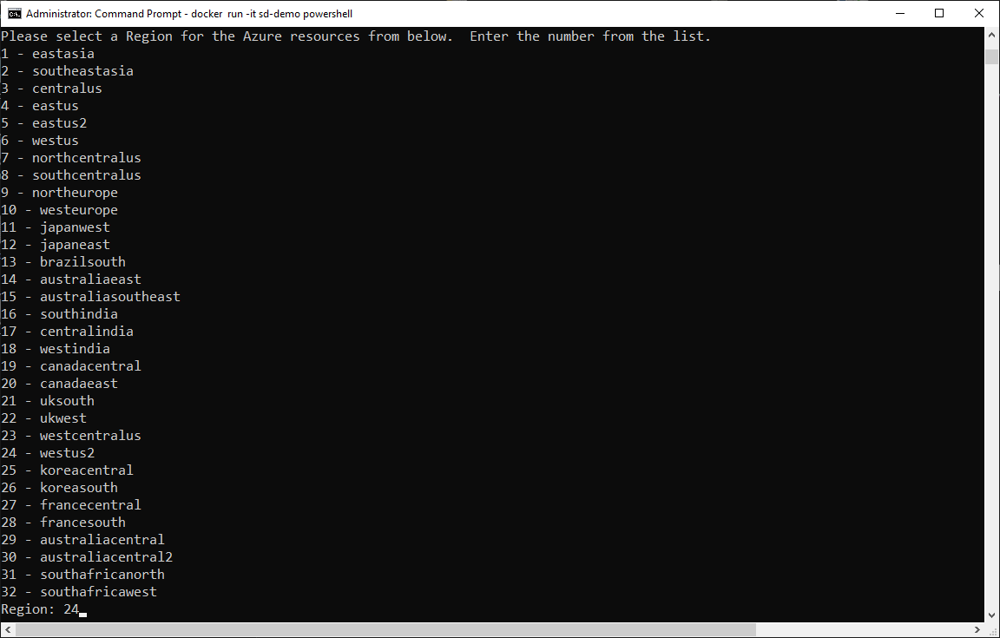 Administrator: Command Prompt - docker  run -it sd-demo powershell
Please select a Region for the Azure resources from below.  Enter the number from the list.
1 - eastasia
2 - southeastasia
3 - centralus
4 - eastus
5 - eastus2
6 - westus
7 - northcentralus
8 - southcentralus
9 - northeurope
10 - westeurope
11 - japanwest
12 - japaneast
13 - brazilsouth
14 - australiaeast
15 - australiasoutheast
16 - southindia
17 - centralindia
18 - westindia
19 - canadacentral
20 - canadaeast
21 - uksouth
22 - ukwest
23 - westcentralus
24 - westus2
25 - koreacentral
26 - koreasouth
27 - francecentral
28 - francesouth
29 - australiacentral
30 - australiacentral2
31 - southafricanorth
32 - southafricawest
Region: 24